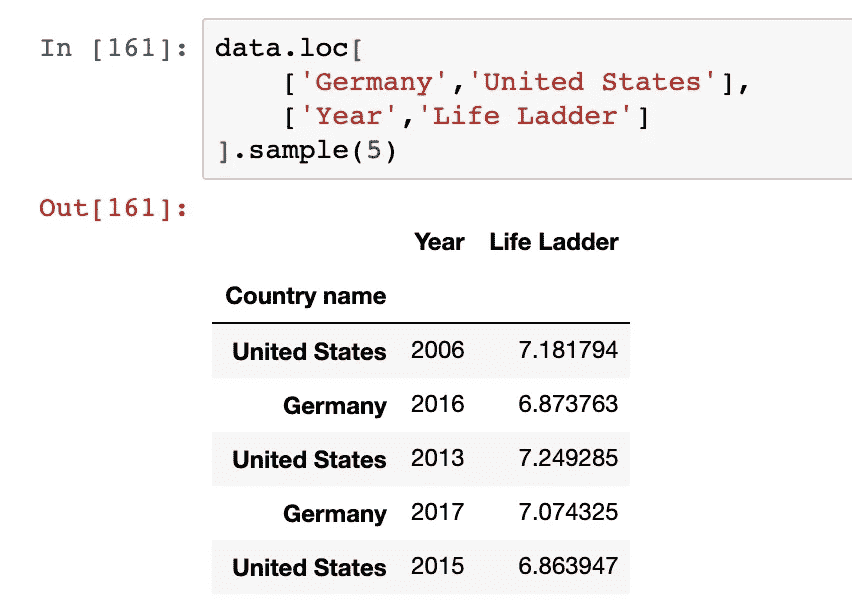 In [161]: data.loc[
['Germany','United States'],
['Year','Life Ladder']
].sample(5)
Out[161]:
Year Life Ladder
Country name
United States 2006 7.181794
Germany 2016 6.873763
United States 2013 7.249285
Germany 2017 7.074325
United States 2015 6.863947